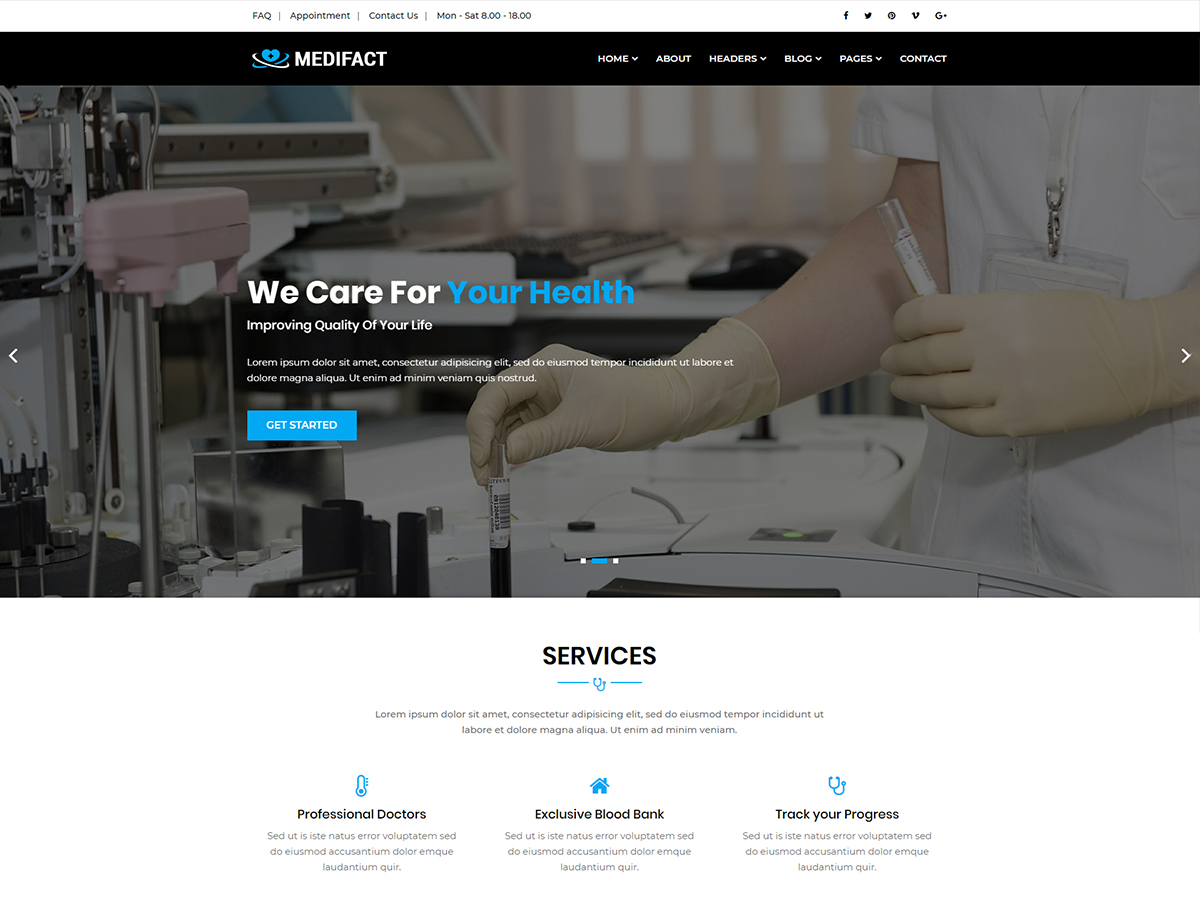 FAQ | Appointment | Contact Us | Mon - Sat 8.00 - 18.00
MEDIFACT
HOME ABOUT HEADERS BLOG PAGES CONTACT
We Care For Your Health
Improving Quality Of Your Life
Lorem ipsum dolor sit amet, consectetur adipisicing elit, sed do eiusmod tempor incididunt ut labore et
dolore magna aliqua. Ut enim ad minim veniam quis nostrud.
GET STARTED
SERVICES
Lorem ipsum dolor sit amet, consectetur adipisicing elit, sed do eiusmod tempor incididunt ut
labore et dolore magna aliqua. Ut enim ad minim veniam.
Professional Doctors
Sed ut is iste natus error voluptatem sed
do eiusmod accusantium dolor emque
laudantium quir.
Exclusive Blood Bank
Sed ut is iste natus error voluptatem sed
do eiusmod accusantium dolor emque
laudantium quir.
Track your Progress
Sed ut is iste natus error voluptatem sed
do eiusmod accusantium dolor emque
laudantium quir.